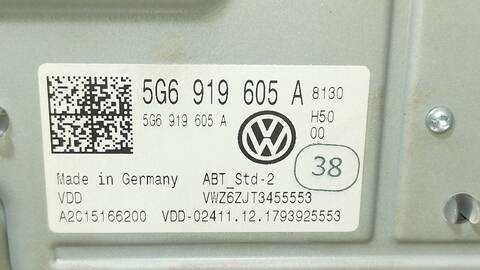 5G6 919 605 A 8130
5G6 919 605 A H50
00
38
Made in Germany ABT_Std-2
VDD VWZ6ZJT3455553
A2C15166200 VDD-02411.12.1793925553